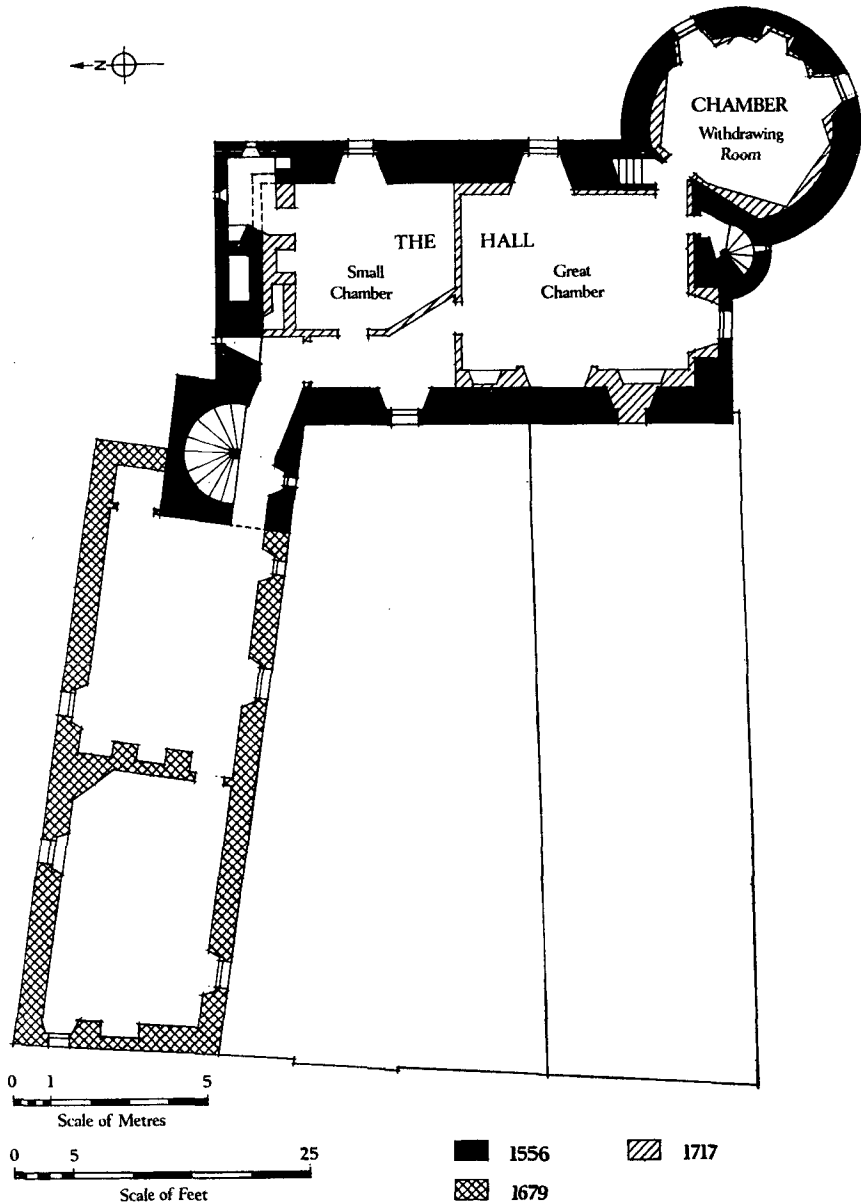 N
CHAMBER
Withdrawing
Room
THE HALL
Small
Chamber
Great
Chamber
0 1 5
Scale of Metres
0 5 25
Scale of Feet
1556
1717
1679